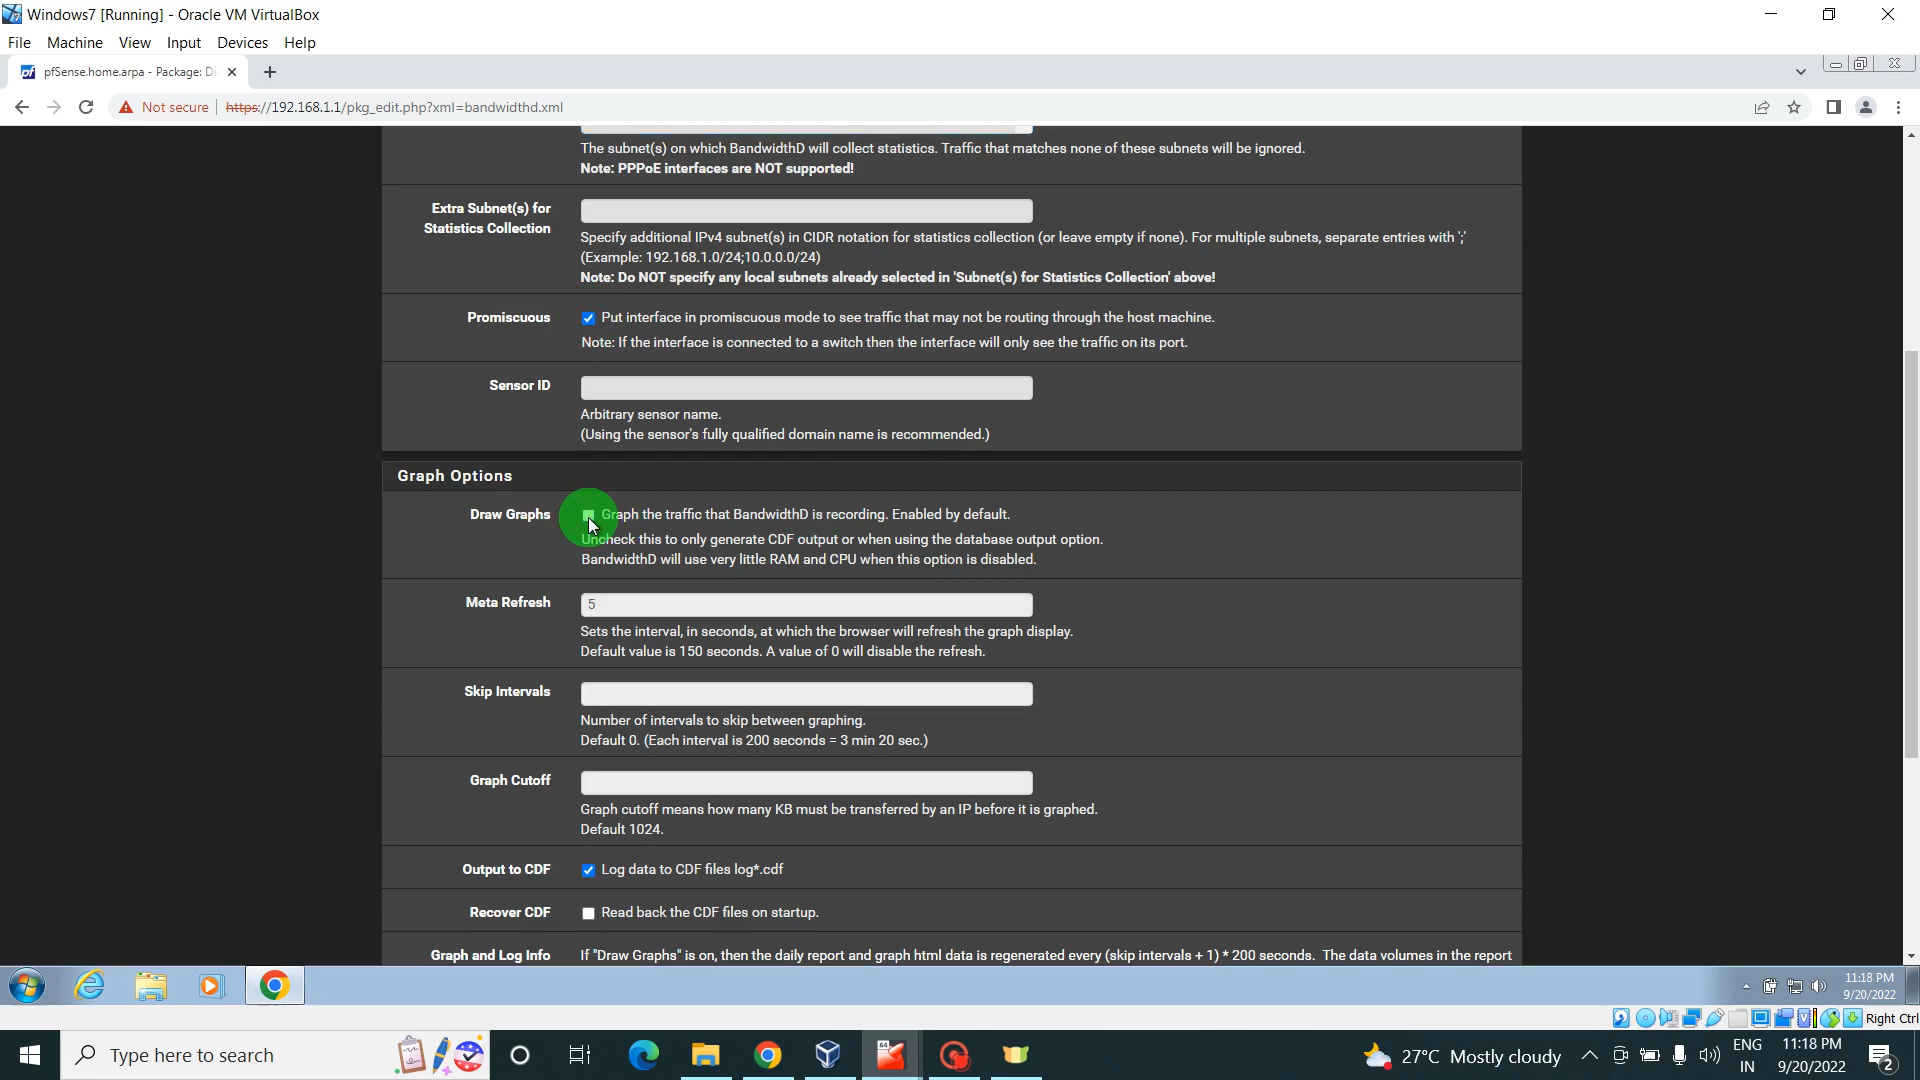 Windows7 [Running] - Oracle VM VirtualBox
File Machine View Input Devices Help
pfSense.home.arpa - Package: Di
Not secure https://192.168.1.1/pkg_edit.php?xml=bandwidthd.xml
The subnet(s) on which BandwidthD will collect statistics. Traffic that matches none of these subnets will be ignored.
Note: PPPoE interfaces are NOT supported!
Extra Subnet(s) for
Statistics Collection
Specify additional IPv4 subnet(s) in CIDR notation for statistics collection (or leave empty if none). For multiple subnets, separate entries with ';'
(Example: 192.168.1.0/24;10.0.0.0/24)
Note: Do NOT specify any local subnets already selected in 'Subnet(s) for Statistics Collection' above!
Promiscuous
Put interface in promiscuous mode to see traffic that may not be routing through the host machine.
Note: If the interface is connected to a switch then the interface will only see the traffic on its port.
Sensor ID
Arbitrary sensor name.
(Using the sensor's fully qualified domain name is recommended.)
Graph Options
Draw Graphs
Graph the traffic that BandwidthD is recording. Enabled by default.
Uncheck this to only generate CDF output or when using the database output option.
BandwidthD will use very little RAM and CPU when this option is disabled.
Meta Refresh
5
Sets the interval, in seconds, at which the browser will refresh the graph display.
Default value is 150 seconds. A value of 0 will disable the refresh.
Skip Intervals
Number of intervals to skip between graphing.
Default 0. (Each interval is 200 seconds = 3 min 20 sec.)
Graph Cutoff
Graph cutoff means how many KB must be transferred by an IP before it is graphed.
Default 1024.
Output to CDF
Log data to CDF files log*.cdf
Recover CDF
Read back the CDF files on startup.
Graph and Log Info
If "Draw Graphs" is on, then the daily report and graph html data is regenerated every (skip intervals + 1) * 200 seconds. The data volumes in the report
11:18 PM
9/20/2022
Right Ctrl
Type here to search
27°C Mostly cloudy
ENG
IN
11:18 PM
9/20/2022
2